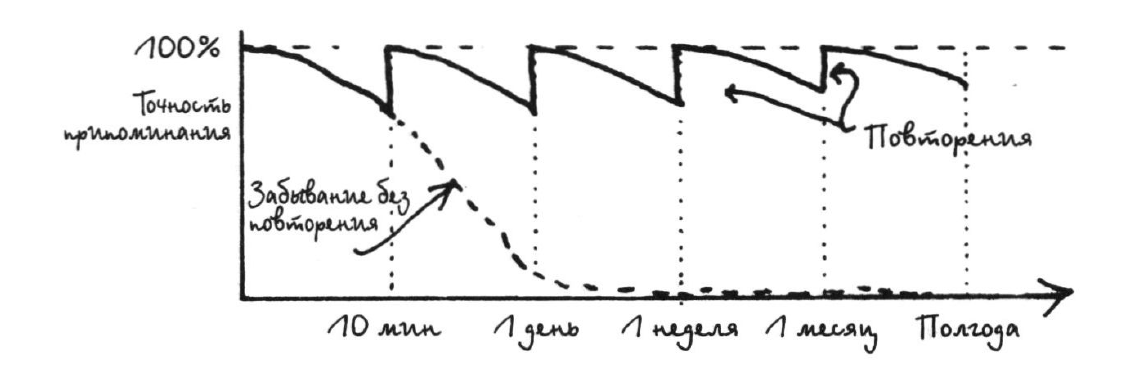 100%
Точность
припоминания
Забывание без
повторения
Повторения
10 мин
1 день
1 неделя
1 месяц
Полгода